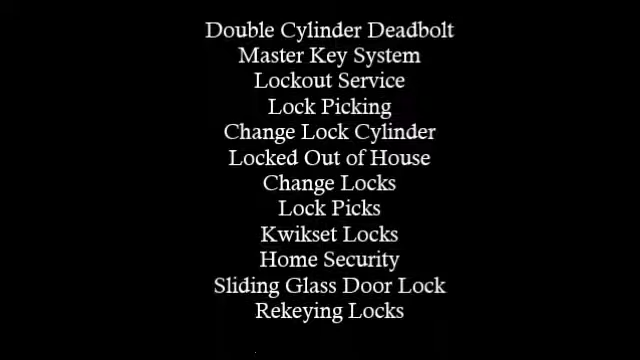 Double Cylinder Deadbolt
Master Key System
Lockout Service
Lock Picking
Change Lock Cylinder
Locked Out of House
Change Locks
Lock Picks
Kwikset Locks
Home Security
Sliding Glass Door Lock
Rekeying Locks